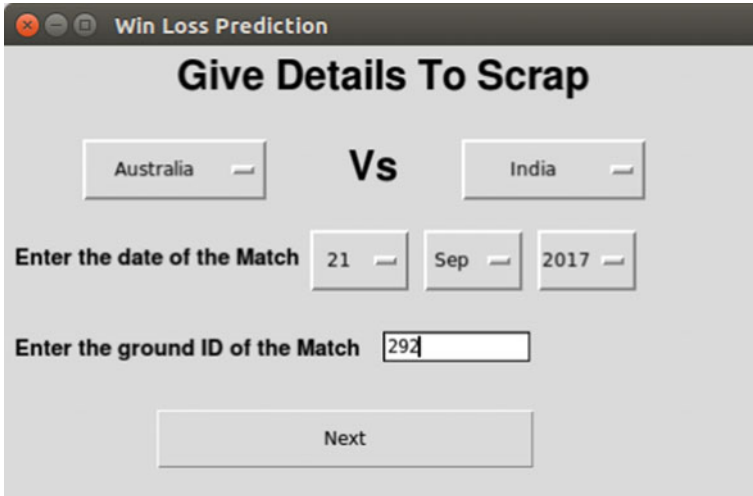 Win Loss Prediction
Give Details To Scrap
Australia Vs India
Enter the date of the Match 21 Sep 2017
Enter the ground ID of the Match 292
Next